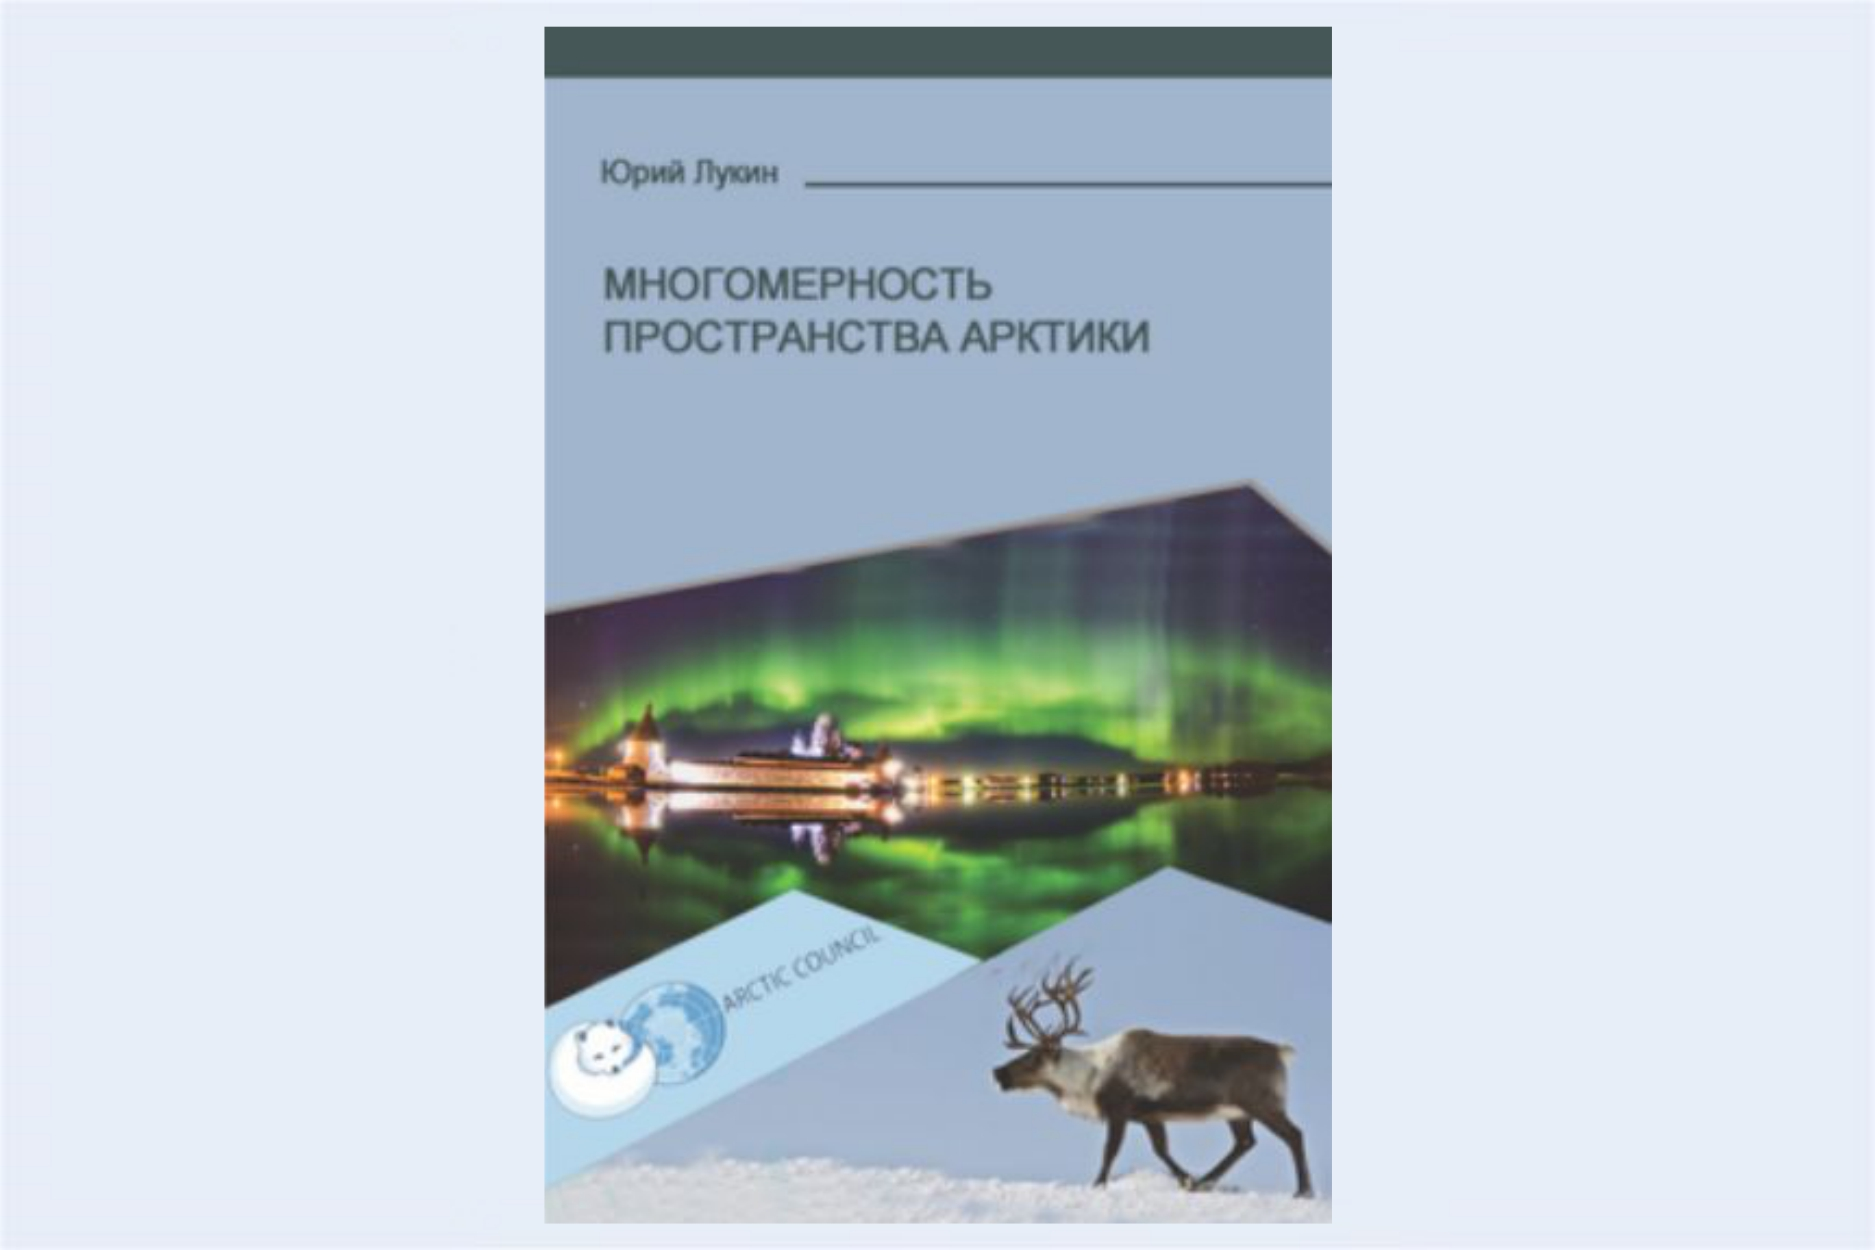 Юрий Лукин
МНОГОМЕРНОСТЬ
ПРОСТРАНСТВА АРКТИКИ
ARCTIC COUNCIL